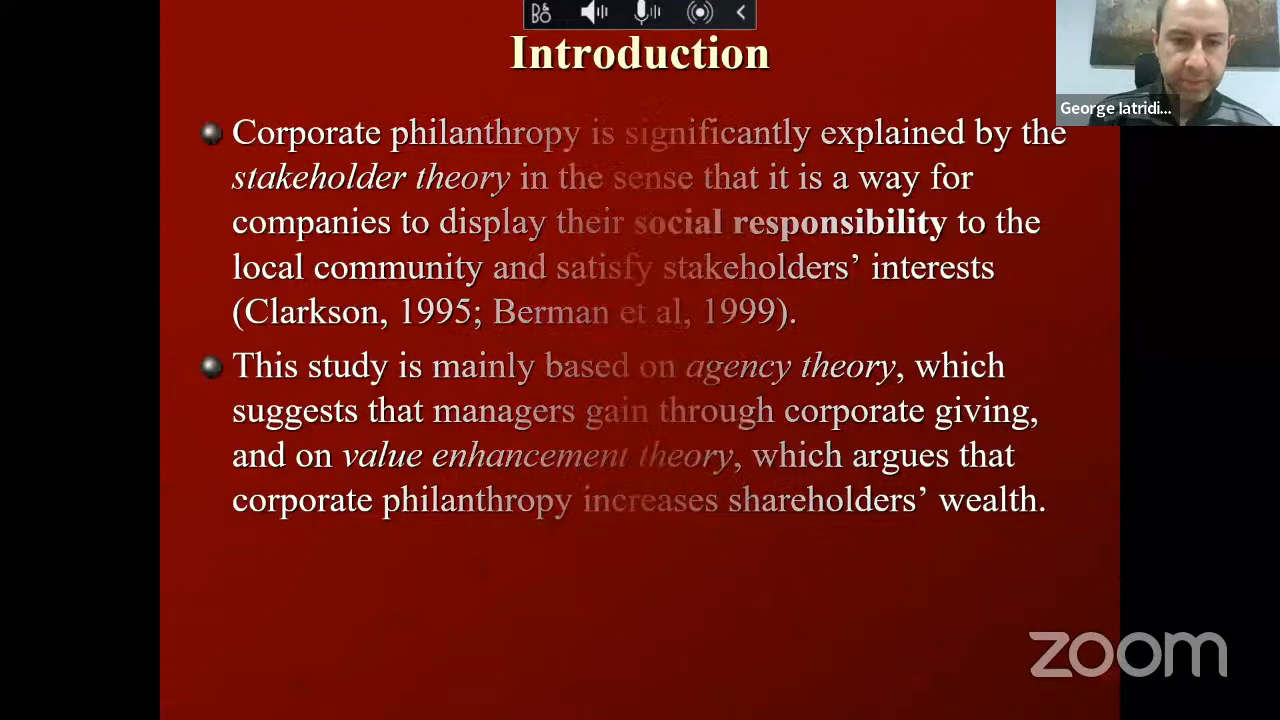 Introduction
George Iatridi...
Corporate philanthropy is significantly explained by the
stakeholder theory in the sense that it is a way for
companies to display their social responsibility to the
local community and satisfy stakeholders’ interests
(Clarkson, 1995; Berman et al, 1999).
This study is mainly based on agency theory, which
suggests that managers gain through corporate giving,
and on value enhancement theory, which argues that
corporate philanthropy increases shareholders’ wealth.
zoom